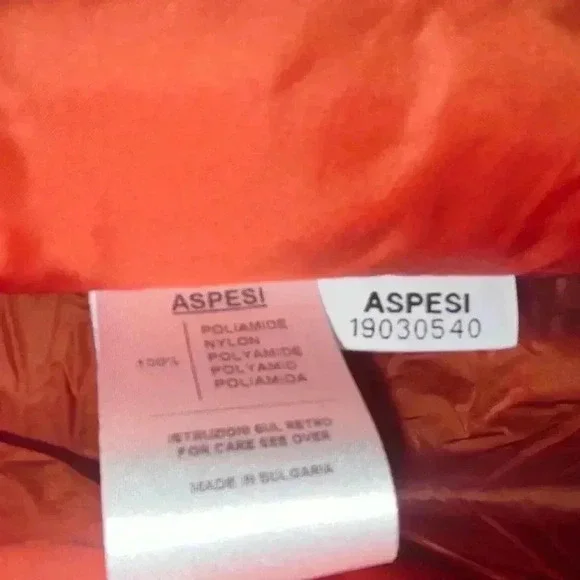 ASPESI
100%
POLIAMIDE
NYLON
POLYAMIDE
POLYAMID
POLIAMIDA
ISTRUZIONI SUL RETRO
FOR CARE SEE OVER
MADE IN BULGARIA
ASPESI
19030540